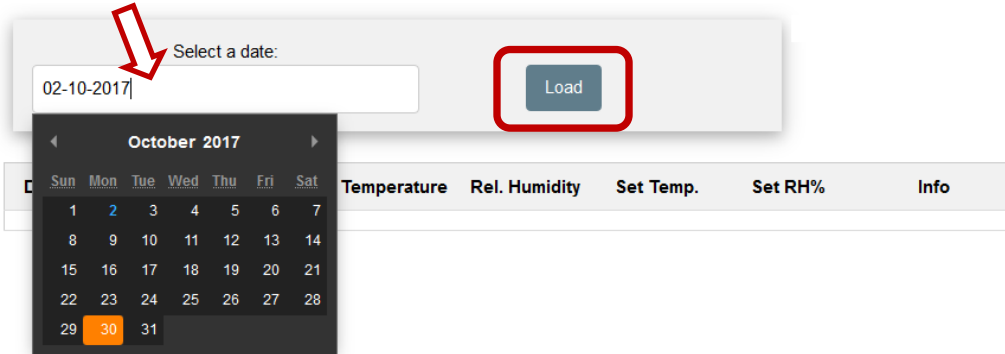 Select a date:
02-10-2017
Load
October 2017
Sun Mon Tue Wed Thu Fri Sat
1 2 3 4 5 6 7
8 9 10 11 12 13 14
15 16 17 18 19 20 21
22 23 24 25 26 27 28
29 30 31
Temperature Rel. Humidity Set Temp. Set RH% Info